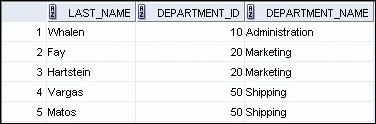 LAST_NAME DEPARTMENT_ID DEPARTMENT_NAME
1 Whalen 10 Administration
2 Fay 20 Marketing
3 Hartstein 20 Marketing
4 Vargas 50 Shipping
5 Matos 50 Shipping